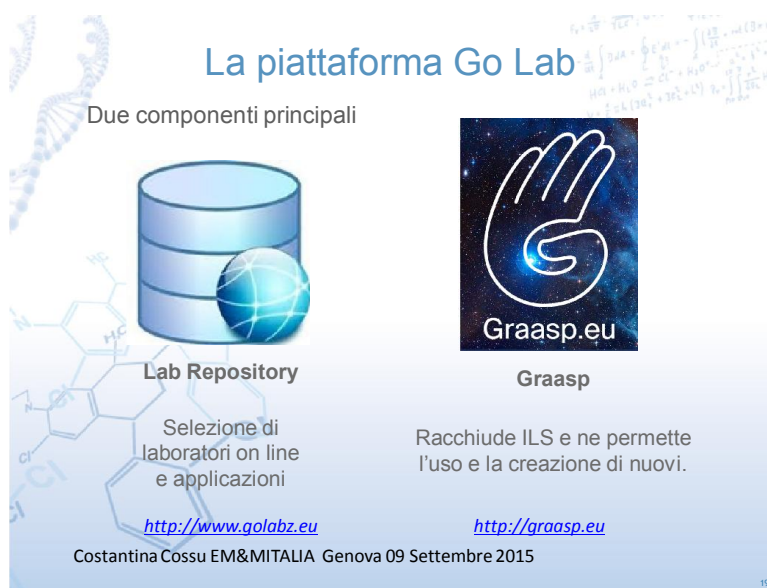 La piattaforma Go Lab
Due componenti principali
Graasp.eu
Lab Repository
Selezione di
laboratori on line
e applicazioni
http://www.golabz.eu
Graasp
Racchiude ILS e ne permette
l'uso e la creazione di nuovi.
http://graasp.eu
Costantina Cossu EM&MITALIA Genova 09 Settembre 2015
19